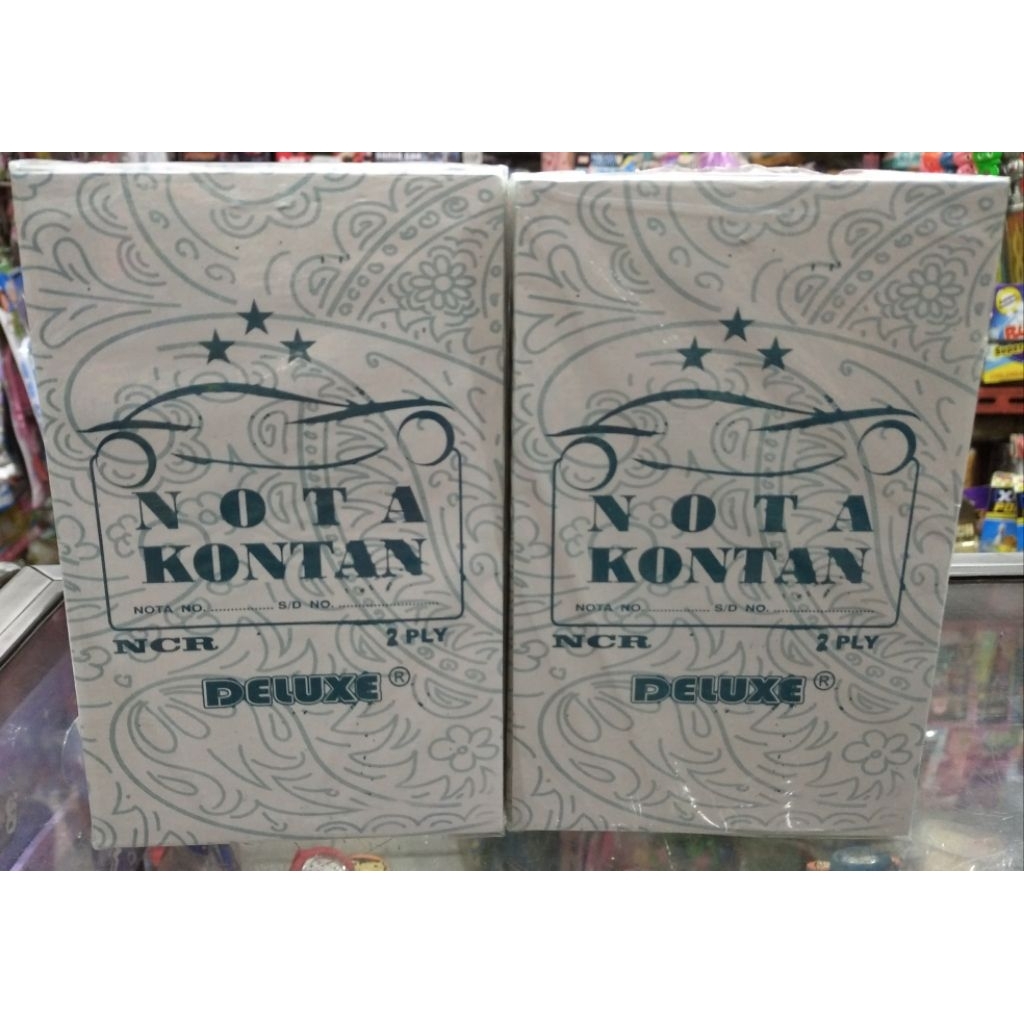 NOTA
KONTAN
NOTA NO.................. S/D NO. ..........................
NCR 2 PLY
DELUXE ®
NOTA
KONTAN
NOTA NO.................. S/D NO. ..........................
NCR 2 PLY
DELUXE ®